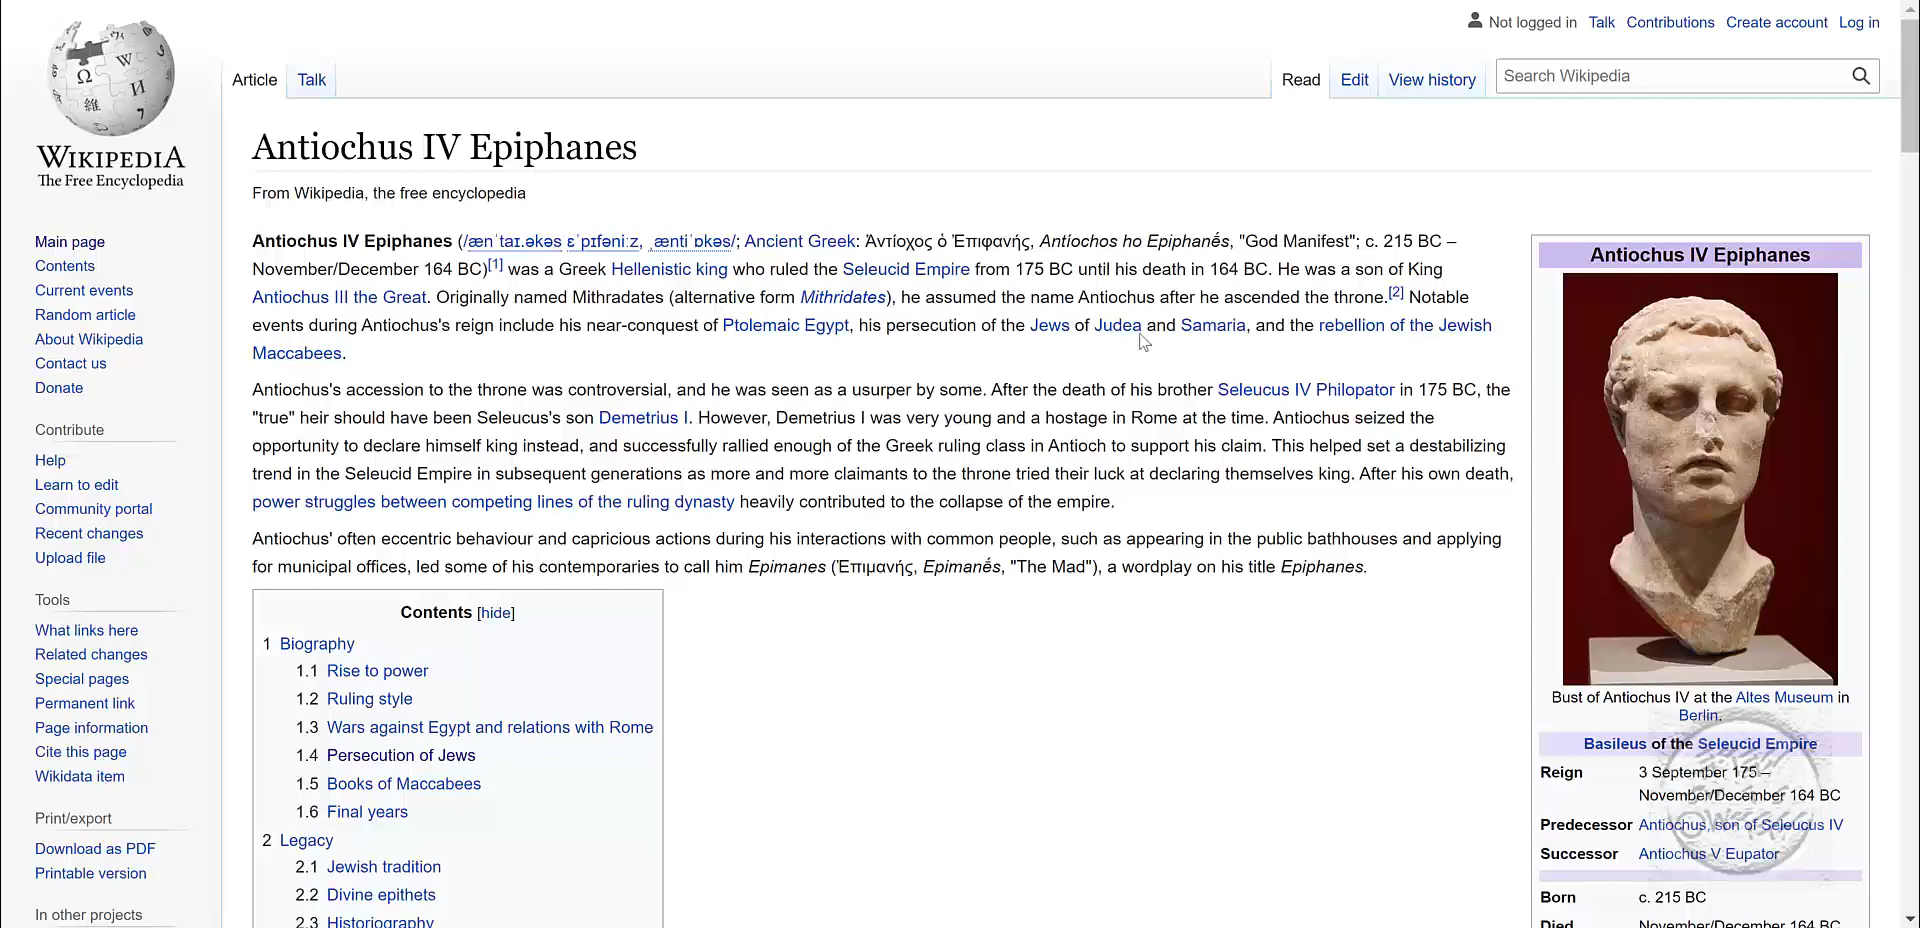 Not logged in Talk Contributions Create account Log in
Article Talk Read Edit View history Search Wikipedia
WIKIPEDIA
The Free Encyclopedia
Main page
Contents
Current events
Random article
About Wikipedia
Contact us
Donate
Contribute
Help
Learn to edit
Community portal
Recent changes
Upload file
Tools
What links here
Related changes
Special pages
Permanent link
Page information
Cite this page
Wikidata item
Print/export
Download as PDF
Printable version
In other projects
Antiochus IV Epiphanes
From Wikipedia, the free encyclopedia
Antiochus IV Epiphanes (/ænˈtaɪ.əkəs ɛˈpɪfəniːz, ˌæntiˈɒkəs/; Ancient Greek: Ἀντίοχος ὁ Ἐπιφανής, Antíochos ho Epiphanḗs, "God Manifest"; c. 215 BC –
November/December 164 BC)[1] was a Greek Hellenistic king who ruled the Seleucid Empire from 175 BC until his death in 164 BC. He was a son of King
Antiochus III the Great. Originally named Mithradates (alternative form Mithridates), he assumed the name Antiochus after he ascended the throne.[2] Notable
events during Antiochus's reign include his near-conquest of Ptolemaic Egypt, his persecution of the Jews of Judea and Samaria, and the rebellion of the Jewish
Maccabees.
Antiochus's accession to the throne was controversial, and he was seen as a usurper by some. After the death of his brother Seleucus IV Philopator in 175 BC, the
"true" heir should have been Seleucus's son Demetrius I. However, Demetrius I was very young and a hostage in Rome at the time. Antiochus seized the
opportunity to declare himself king instead, and successfully rallied enough of the Greek ruling class in Antioch to support his claim. This helped set a destabilizing
trend in the Seleucid Empire in subsequent generations as more and more claimants to the throne tried their luck at declaring themselves king. After his own death,
power struggles between competing lines of the ruling dynasty heavily contributed to the collapse of the empire.
Antiochus' often eccentric behaviour and capricious actions during his interactions with common people, such as appearing in the public bathhouses and applying
for municipal offices, led some of his contemporaries to call him Epimanes (Ἐπιμανής, Epimanḗs, "The Mad"), a wordplay on his title Epiphanes.
Contents [hide]
1 Biography
1.1 Rise to power
1.2 Ruling style
1.3 Wars against Egypt and relations with Rome
1.4 Persecution of Jews
1.5 Books of Maccabees
1.6 Final years
2 Legacy
2.1 Jewish tradition
2.2 Divine epithets
2.3 Historiography
Antiochus IV Epiphanes
Bust of Antiochus IV at the Altes Museum in
Berlin.
Basileus of the Seleucid Empire
Reign 3 September 175 –
November/December 164 BC
Predecessor Antiochus, son of Seleucus IV
Successor Antiochus V Eupator
Born c. 215 BC
Died November/December 164 BC